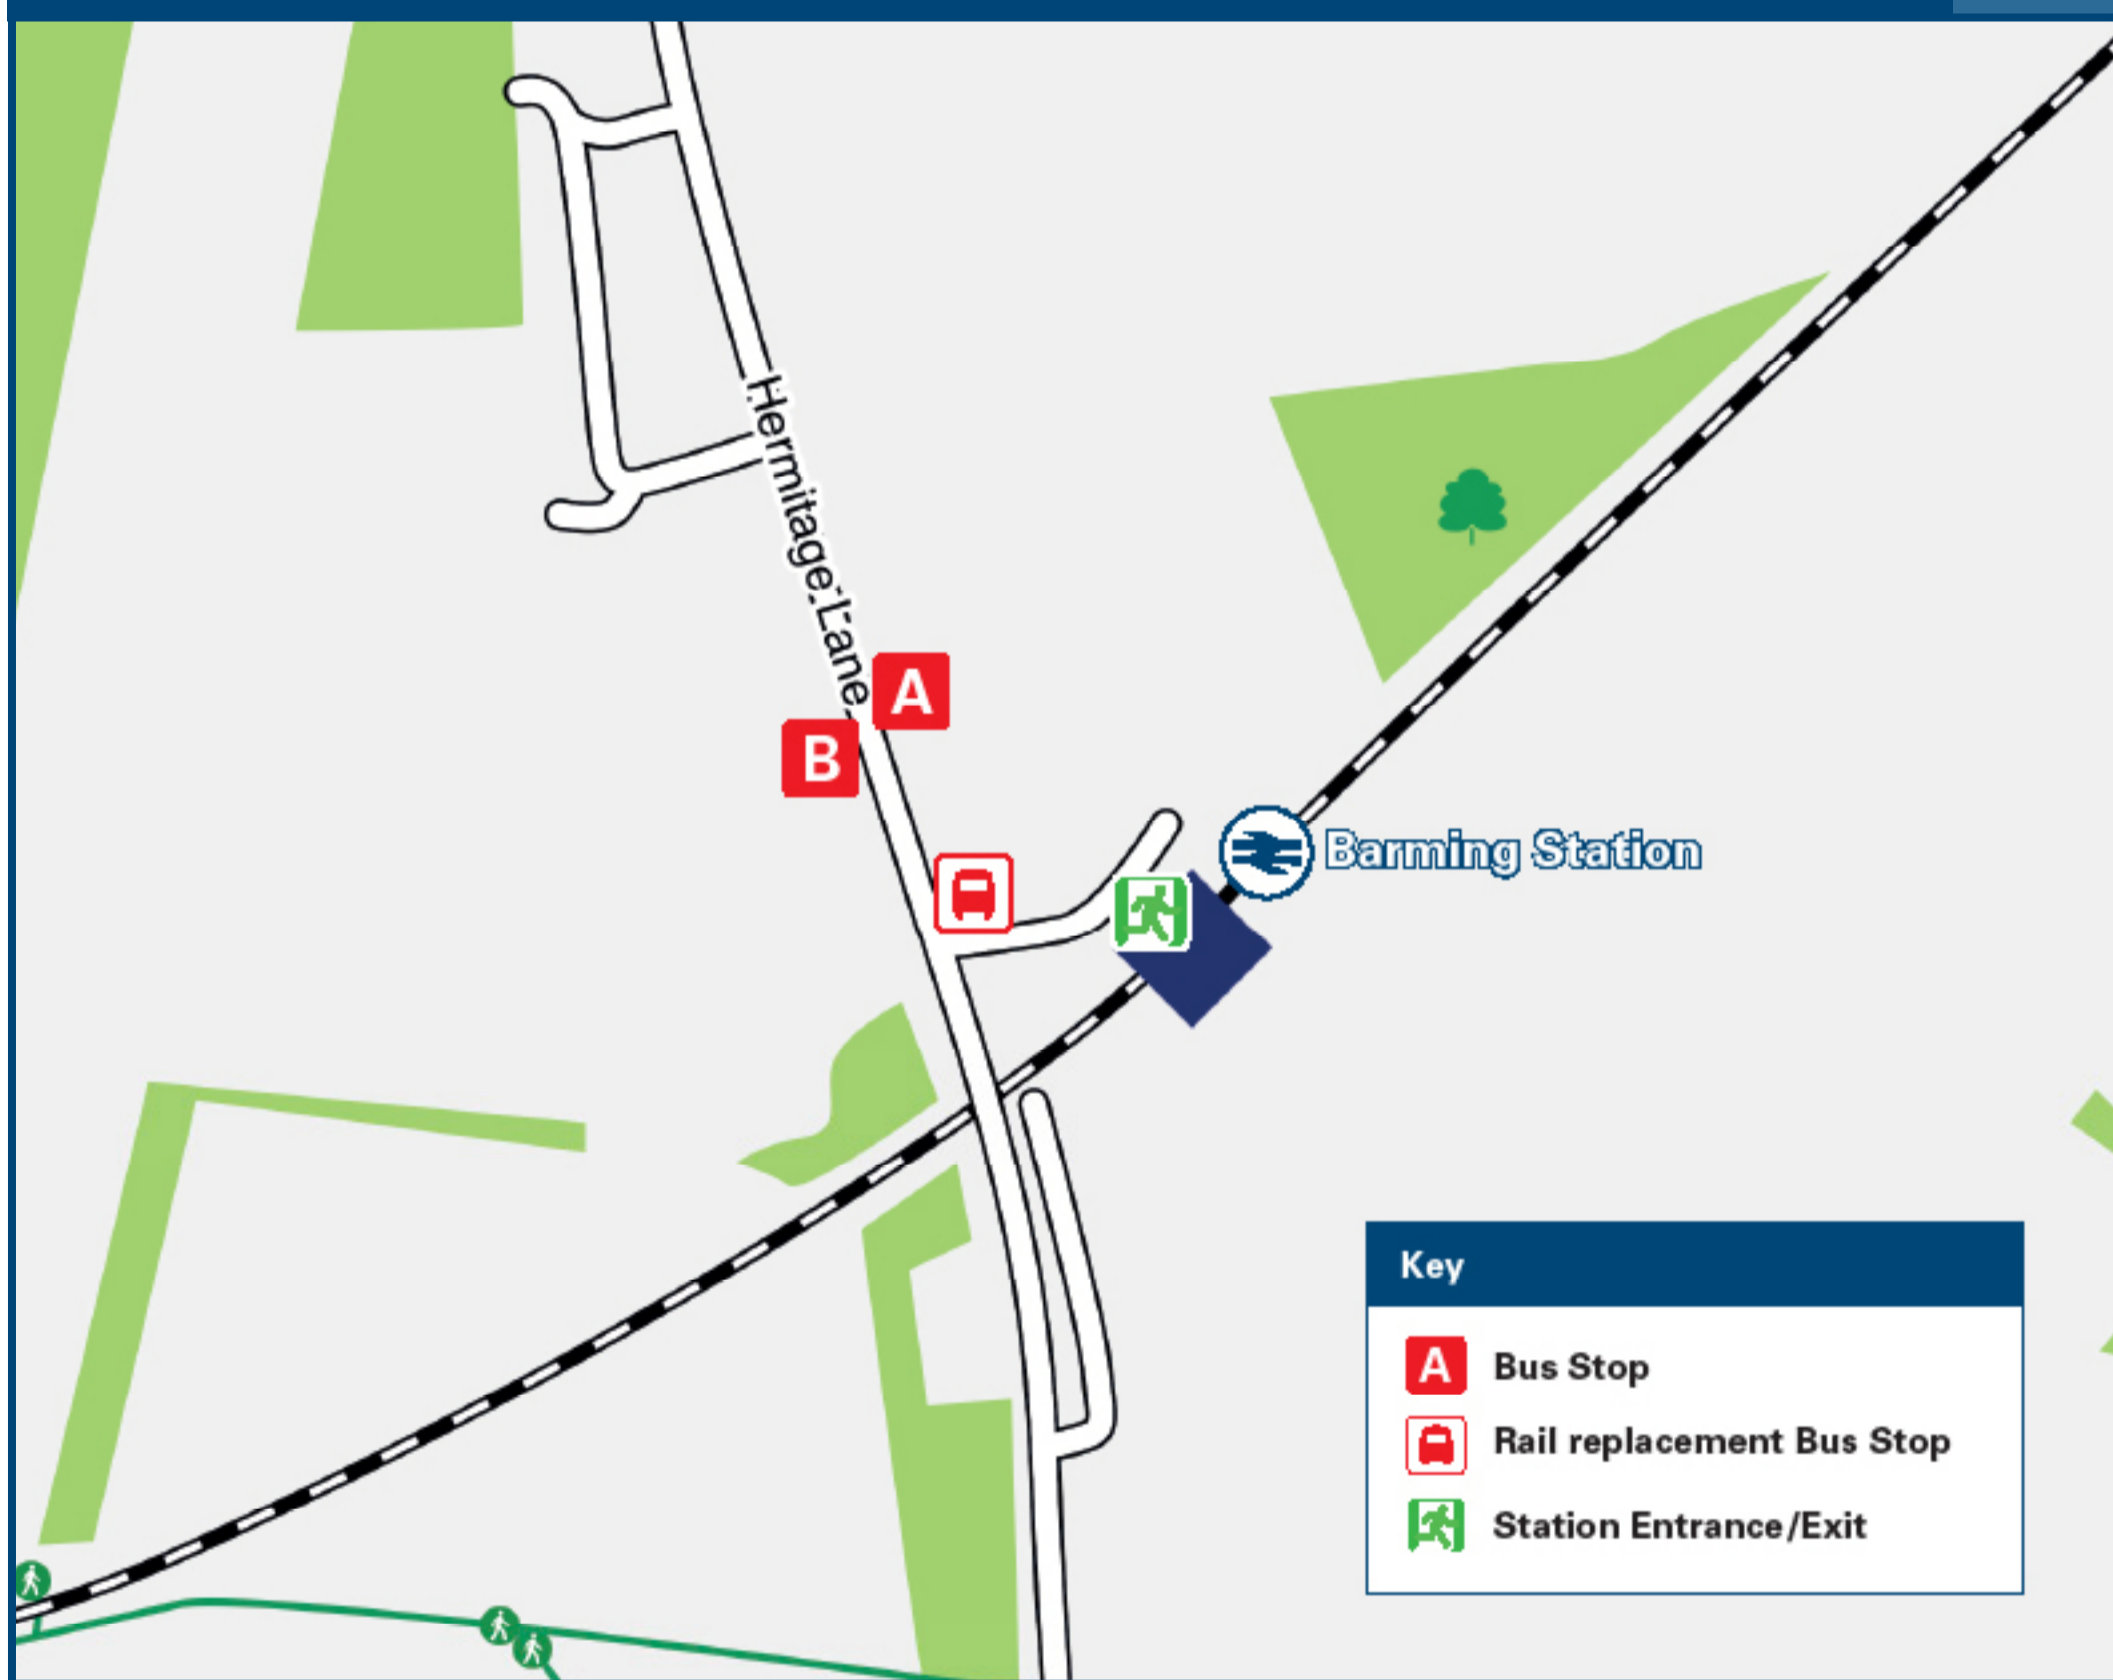 Hermitage Lane
A
B
Barming Station
Key
A Bus Stop
Rail replacement Bus Stop
Station Entrance/Exit